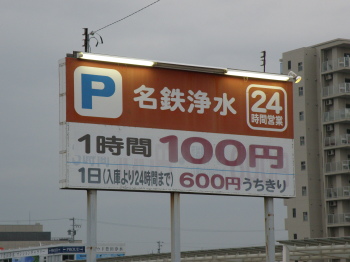 P 名鉄浄水 24
時間営業
1時間 100円
1日(入庫より24時間まで) 600円うちきり